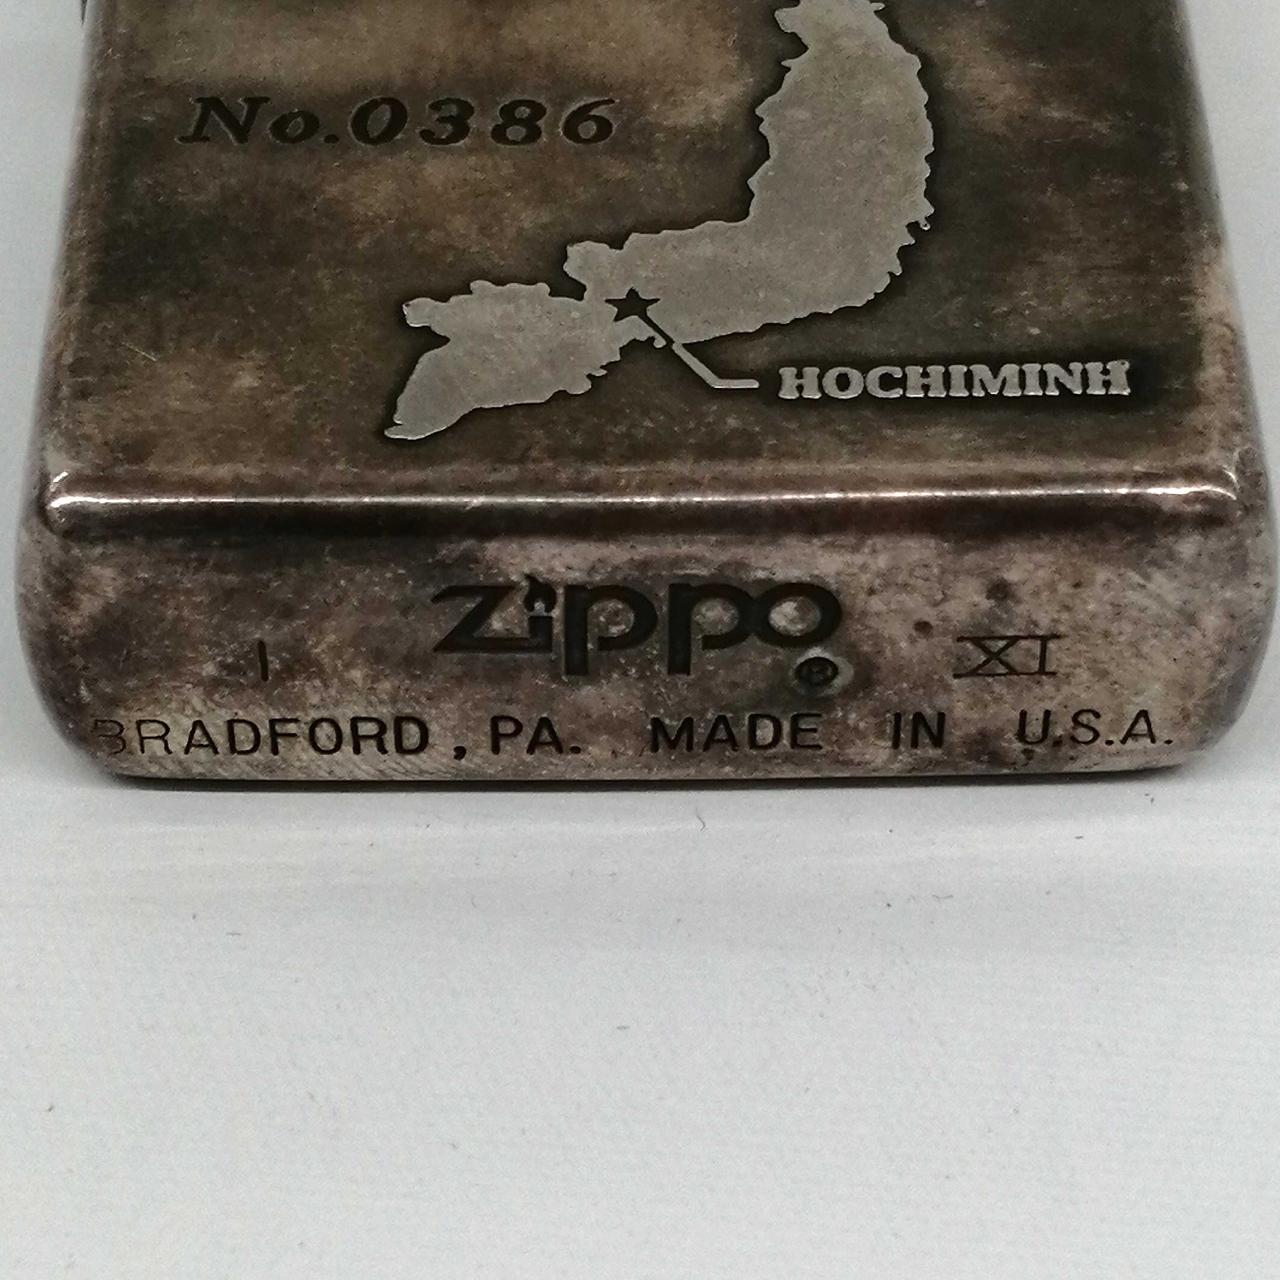 No.0386
HOCHIMINH
Zippo ®
I XI
BRADFORD, PA. MADE IN U.S.A.